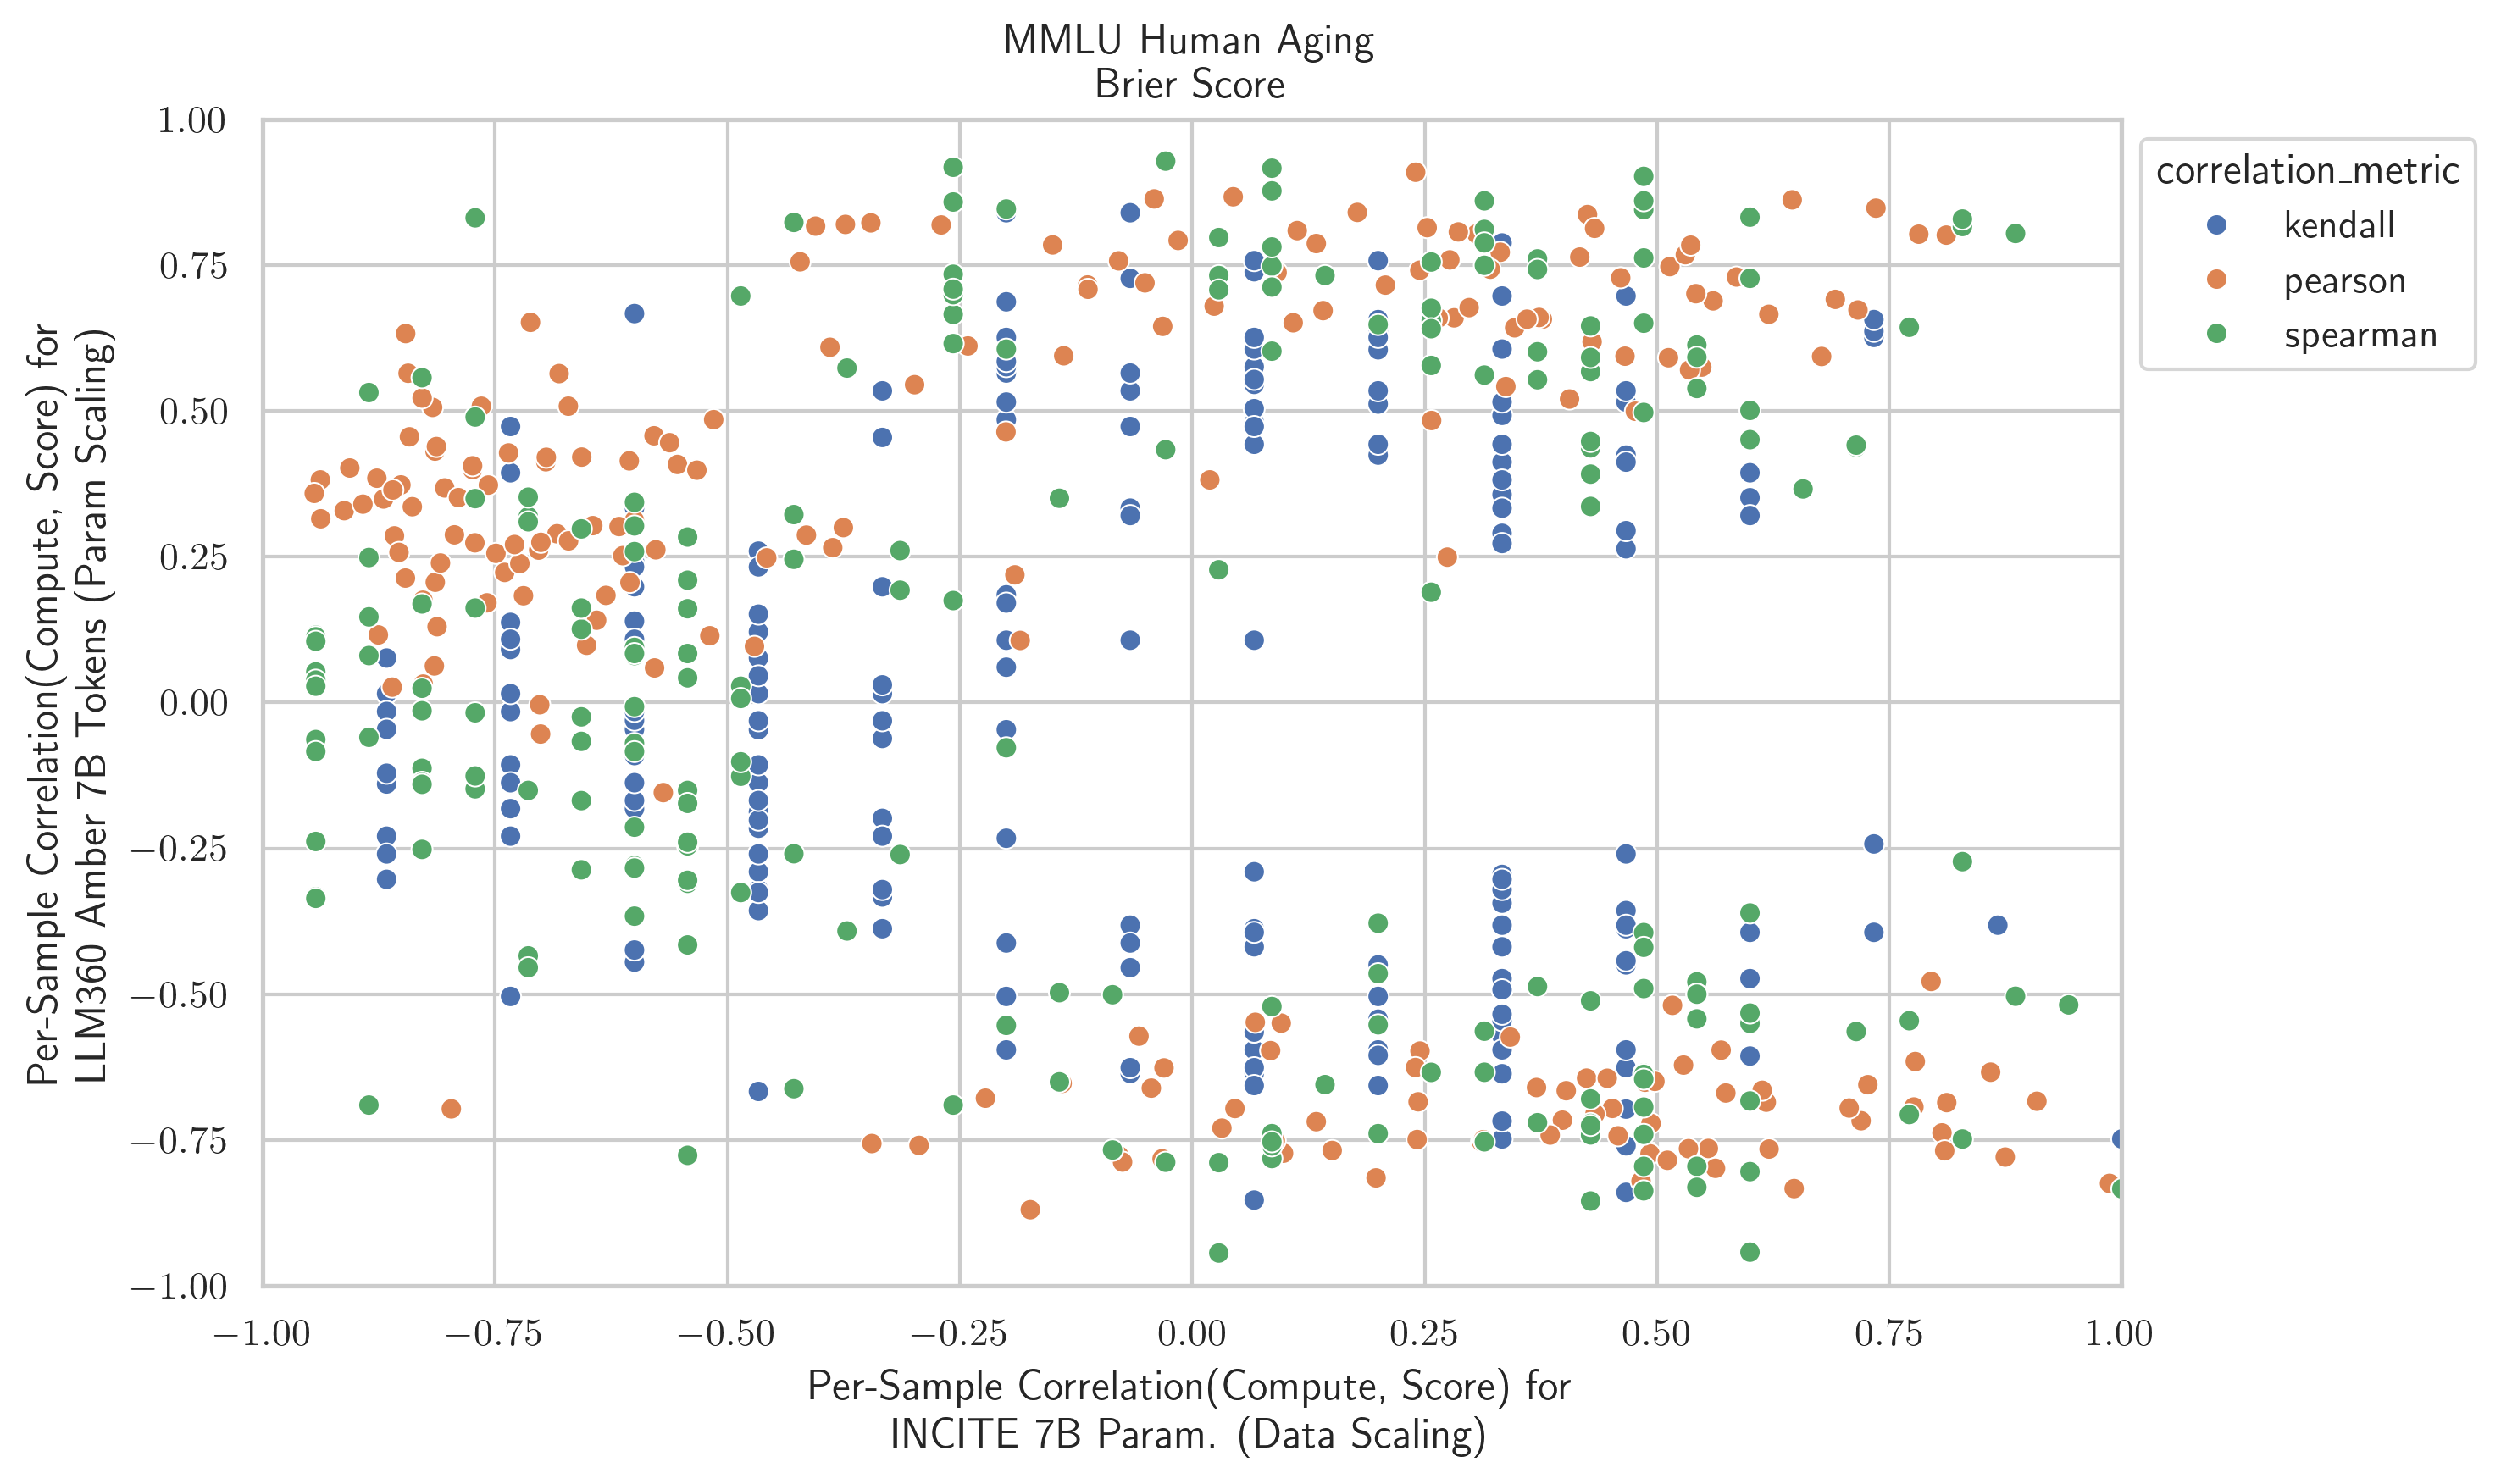 MMLU Human Aging
Brier Score
Per-Sample Correlation(Compute, Score) for
LLM360 Amber 7B Tokens (Param Scaling)
1.00
0.75
0.50
0.25
0.00
−0.25
−0.50
−0.75
−1.00
−1.00 −0.75 −0.50 −0.25 0.00 0.25 0.50 0.75 1.00
Per-Sample Correlation(Compute, Score) for
INCITE 7B Param. (Data Scaling)
correlation_metric
kendall
pearson
spearman